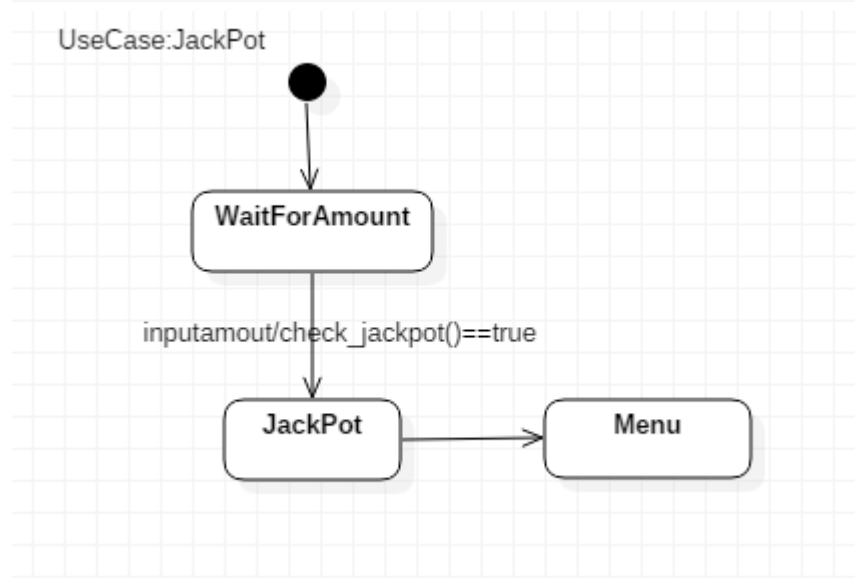 UseCase:JackPot
WaitForAmount
inputamout/check_jackpot()==true
JackPot
Menu